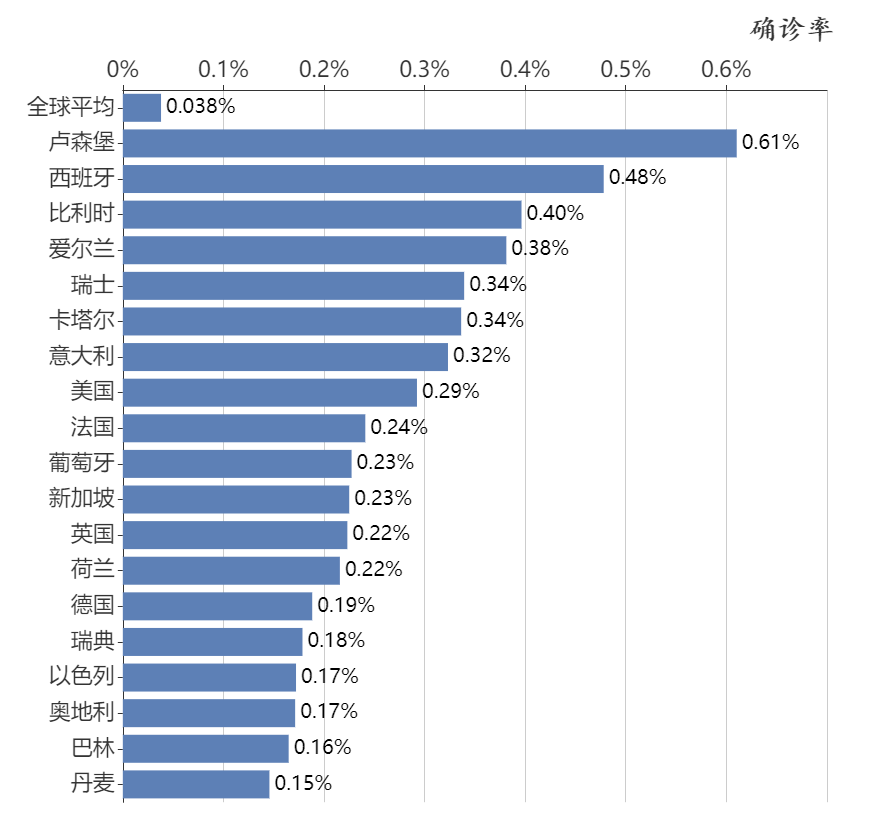 确诊率
0% 0.1% 0.2% 0.3% 0.4% 0.5% 0.6%
全球平均 0.038%
卢森堡 0.61%
西班牙 0.48%
比利时 0.40%
爱尔兰 0.38%
瑞士 0.34%
卡塔尔 0.34%
意大利 0.32%
美国 0.29%
法国 0.24%
葡萄牙 0.23%
新加坡 0.23%
英国 0.22%
荷兰 0.22%
德国 0.19%
瑞典 0.18%
以色列 0.17%
奥地利 0.17%
巴林 0.16%
丹麦 0.15%